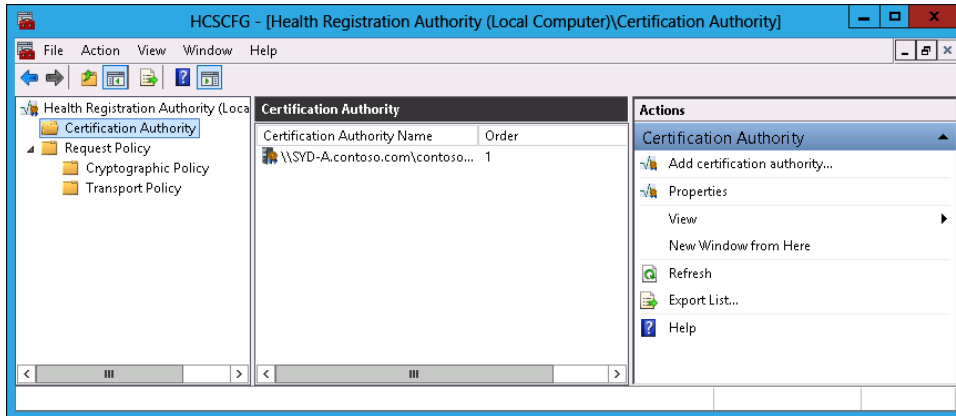 HCSCFG - [Health Registration Authority (Local Computer)\Certification Authority]
File Action View Window Help
Health Registration Authority (Loca
Certification Authority
Request Policy
Cryptographic Policy
Transport Policy
Certification Authority
Certification Authority Name Order
\\SYD-A.contoso.com\contoso... 1
Actions
Certification Authority
Add certification authority...
Properties
View
New Window from Here
Refresh
Export List...
Help